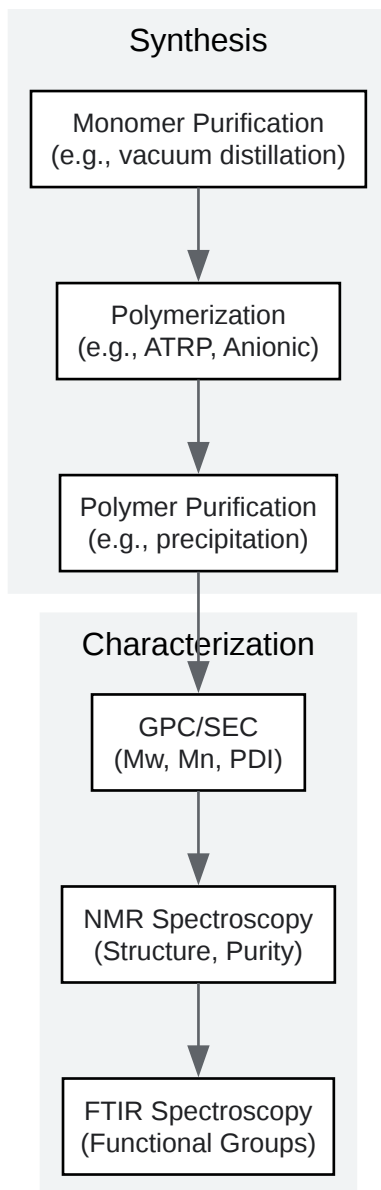 Synthesis
Monomer Purification
(e.g., vacuum distillation)
Polymerization
(e.g., ATRP, Anionic)
Polymer Purification
(e.g., precipitation)
Characterization
GPC/SEC
(Mw, Mn, PDI)
NMR Spectroscopy
(Structure, Purity)
FTIR Spectroscopy
(Functional Groups)